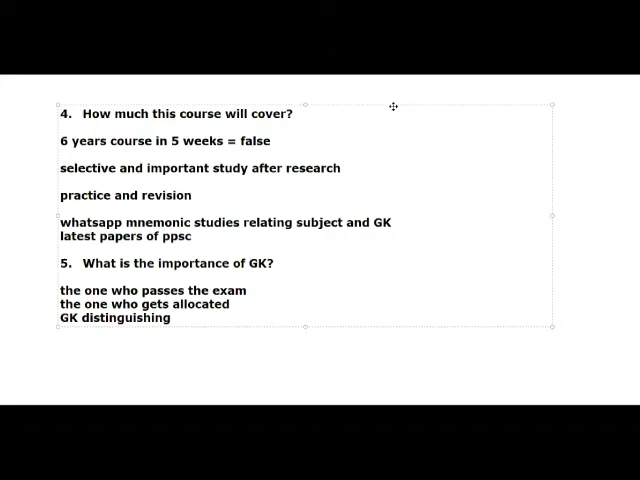 4. How much this course will cover?
6 years course in 5 weeks = false
selective and important study after research
practice and revision
whatsapp mnemonic studies relating subject and GK
latest papers of ppsc
5. What is the importance of GK?
the one who passes the exam
the one who gets allocated
GK distinguishing